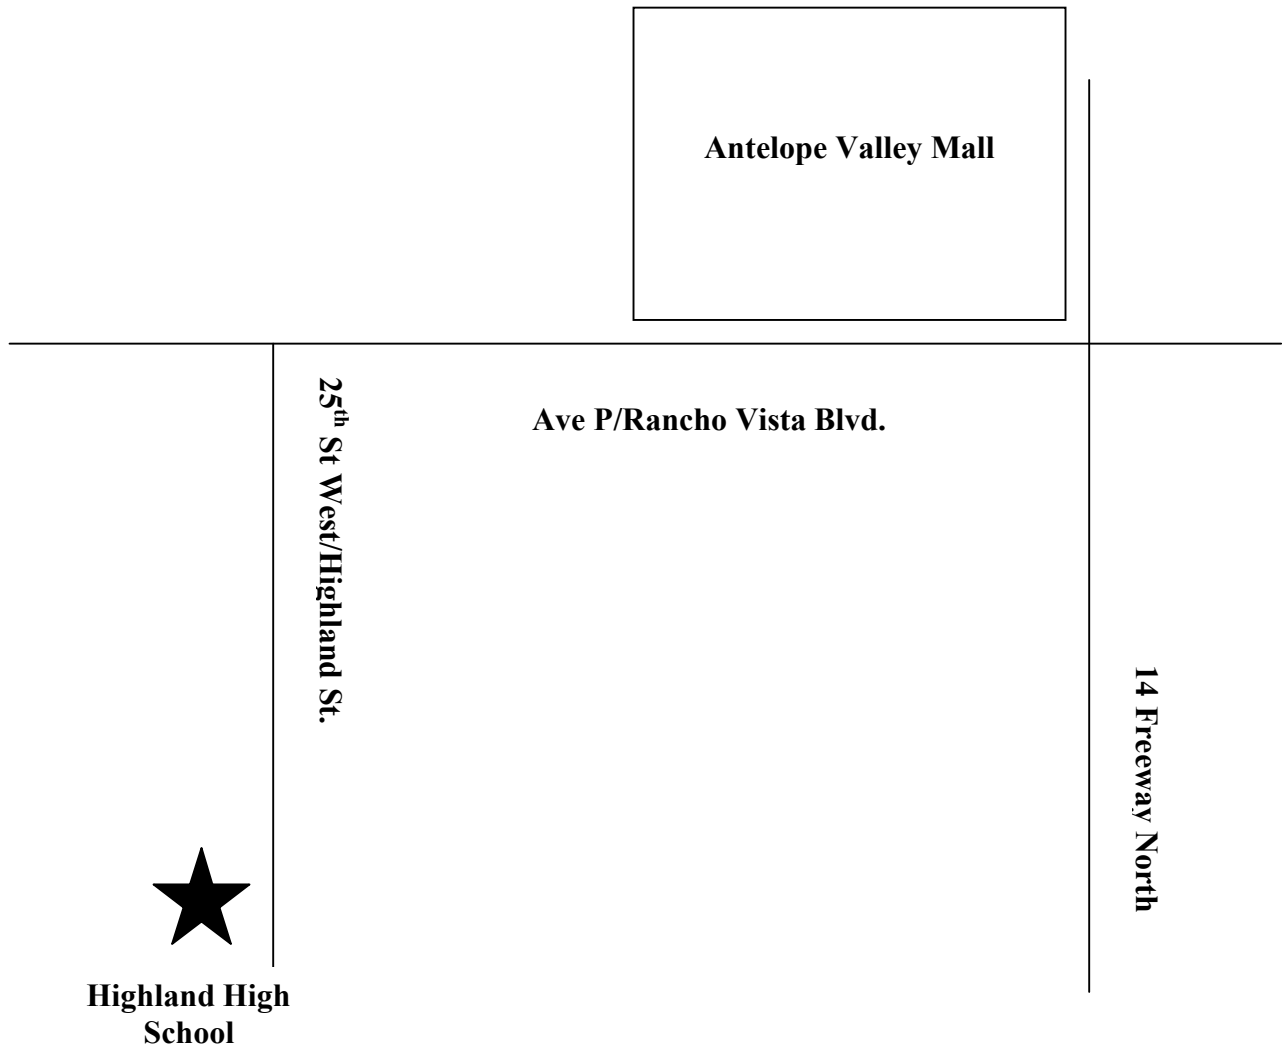 Antelope Valley Mall
25th St West/Highland St.
Ave P/Rancho Vista Blvd.
14 Freeway North
Highland High
School